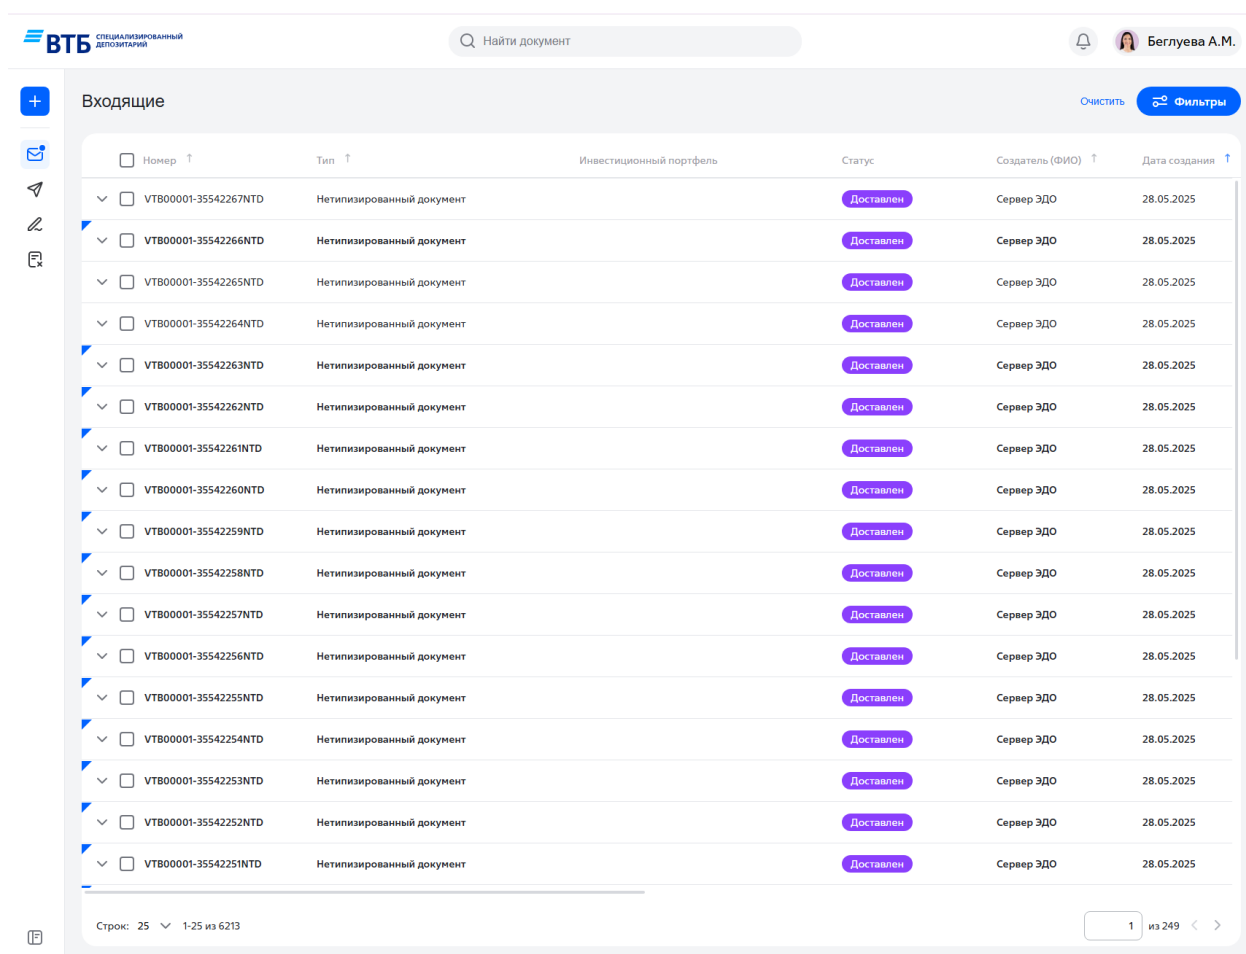 ВТБ СПЕЦИАЛИЗИРОВАННЫЙ ДЕПОЗИТАРИЙ
Найти документ
Беглуева А.М.
Входящие
Очистить
Фильтры
Номер ↑ Тип ↑ Инвестиционный портфель Статус Создатель (ФИО) ↑ Дата создания ↑
VTB00001-35542267NTD Нетипизированный документ Доставлен Сервер ЭДО 28.05.2025
VTB00001-35542266NTD Нетипизированный документ Доставлен Сервер ЭДО 28.05.2025
VTB00001-35542265NTD Нетипизированный документ Доставлен Сервер ЭДО 28.05.2025
VTB00001-35542264NTD Нетипизированный документ Доставлен Сервер ЭДО 28.05.2025
VTB00001-35542263NTD Нетипизированный документ Доставлен Сервер ЭДО 28.05.2025
VTB00001-35542262NTD Нетипизированный документ Доставлен Сервер ЭДО 28.05.2025
VTB00001-35542261NTD Нетипизированный документ Доставлен Сервер ЭДО 28.05.2025
VTB00001-35542260NTD Нетипизированный документ Доставлен Сервер ЭДО 28.05.2025
VTB00001-35542259NTD Нетипизированный документ Доставлен Сервер ЭДО 28.05.2025
VTB00001-35542258NTD Нетипизированный документ Доставлен Сервер ЭДО 28.05.2025
VTB00001-35542257NTD Нетипизированный документ Доставлен Сервер ЭДО 28.05.2025
VTB00001-35542256NTD Нетипизированный документ Доставлен Сервер ЭДО 28.05.2025
VTB00001-35542255NTD Нетипизированный документ Доставлен Сервер ЭДО 28.05.2025
VTB00001-35542254NTD Нетипизированный документ Доставлен Сервер ЭДО 28.05.2025
VTB00001-35542253NTD Нетипизированный документ Доставлен Сервер ЭДО 28.05.2025
VTB00001-35542252NTD Нетипизированный документ Доставлен Сервер ЭДО 28.05.2025
VTB00001-35542251NTD Нетипизированный документ Доставлен Сервер ЭДО 28.05.2025
Строк: 25 1-25 из 6213 1 из 249